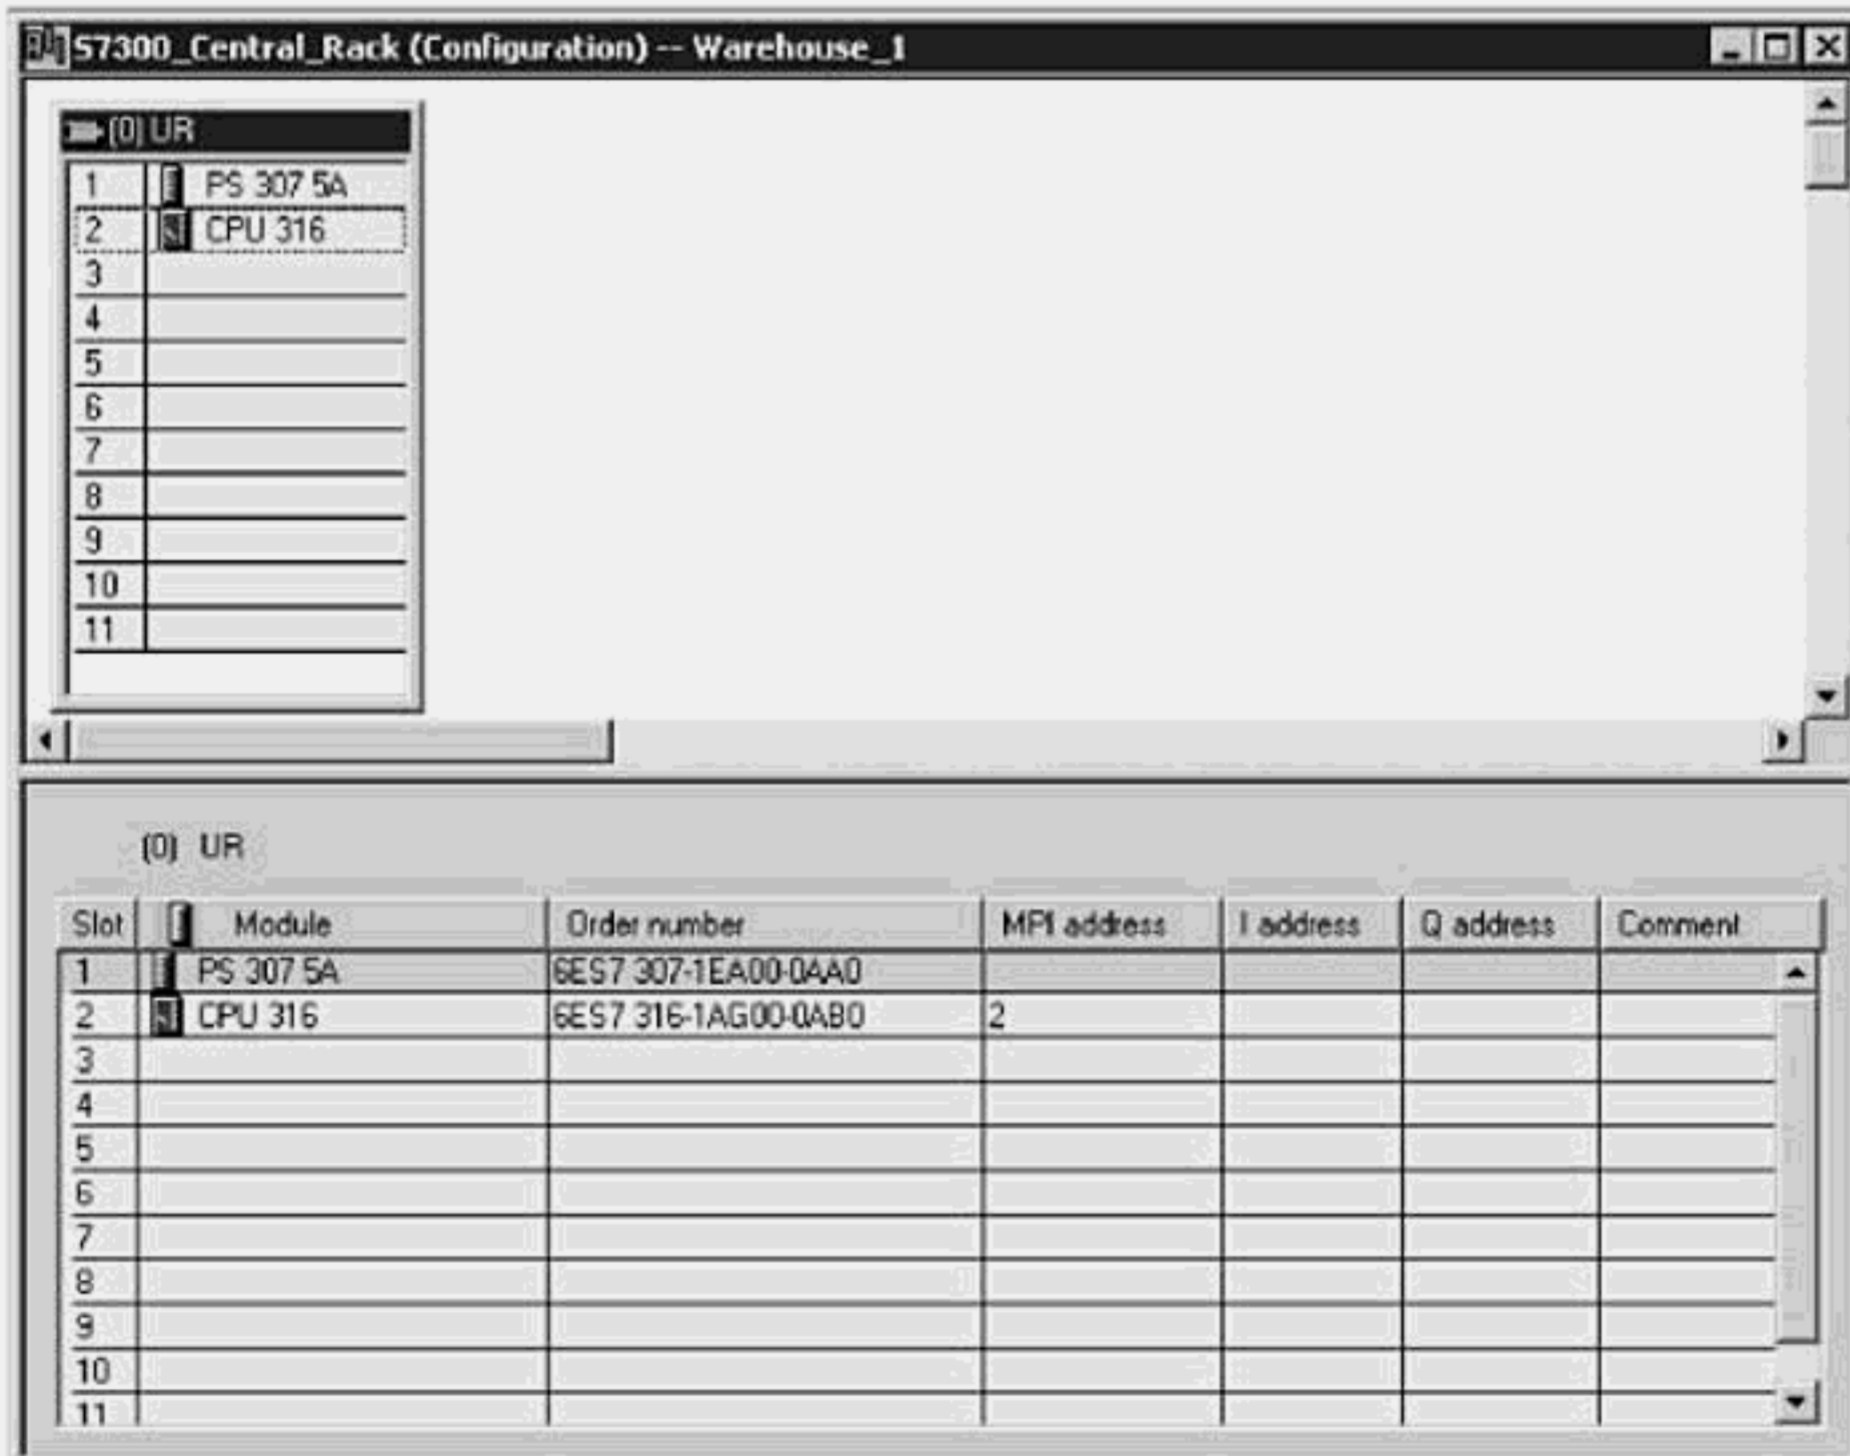 S7300_Central_Rack (Configuration) -- Warehouse_1
(0) UR
1 PS 307 5A
2 CPU 316
3
4
5
6
7
8
9
10
11
(0) UR
Slot Module Order number MPI address I address Q address Comment
1 PS 307 5A 6ES7 307-1EA00-0AA0
2 CPU 316 6ES7 316-1AG00-0AB0 2
3
4
5
6
7
8
9
10
11